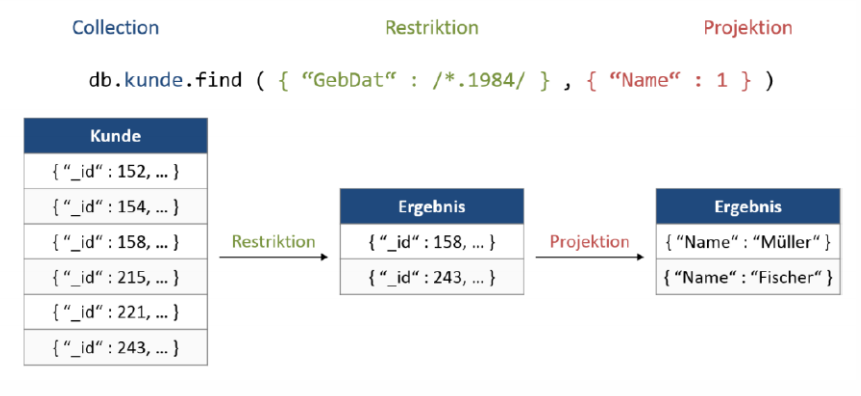 Collection Restriktion Projektion
db.kunde.find ( { “GebDat“ : /*.1984/ } , { “Name“ : 1 } )
Kunde
{ “_id“ : 152, … }
{ “_id“ : 154, … }
{ “_id“ : 158, … }
{ “_id“ : 215, … }
{ “_id“ : 221, … }
{ “_id“ : 243, … }
Restriktion
Ergebnis
{ “_id“ : 158, … }
{ “_id“ : 243, … }
Projektion
Ergebnis
{ “Name“ : “Müller“ }
{ “Name“ : “Fischer“ }